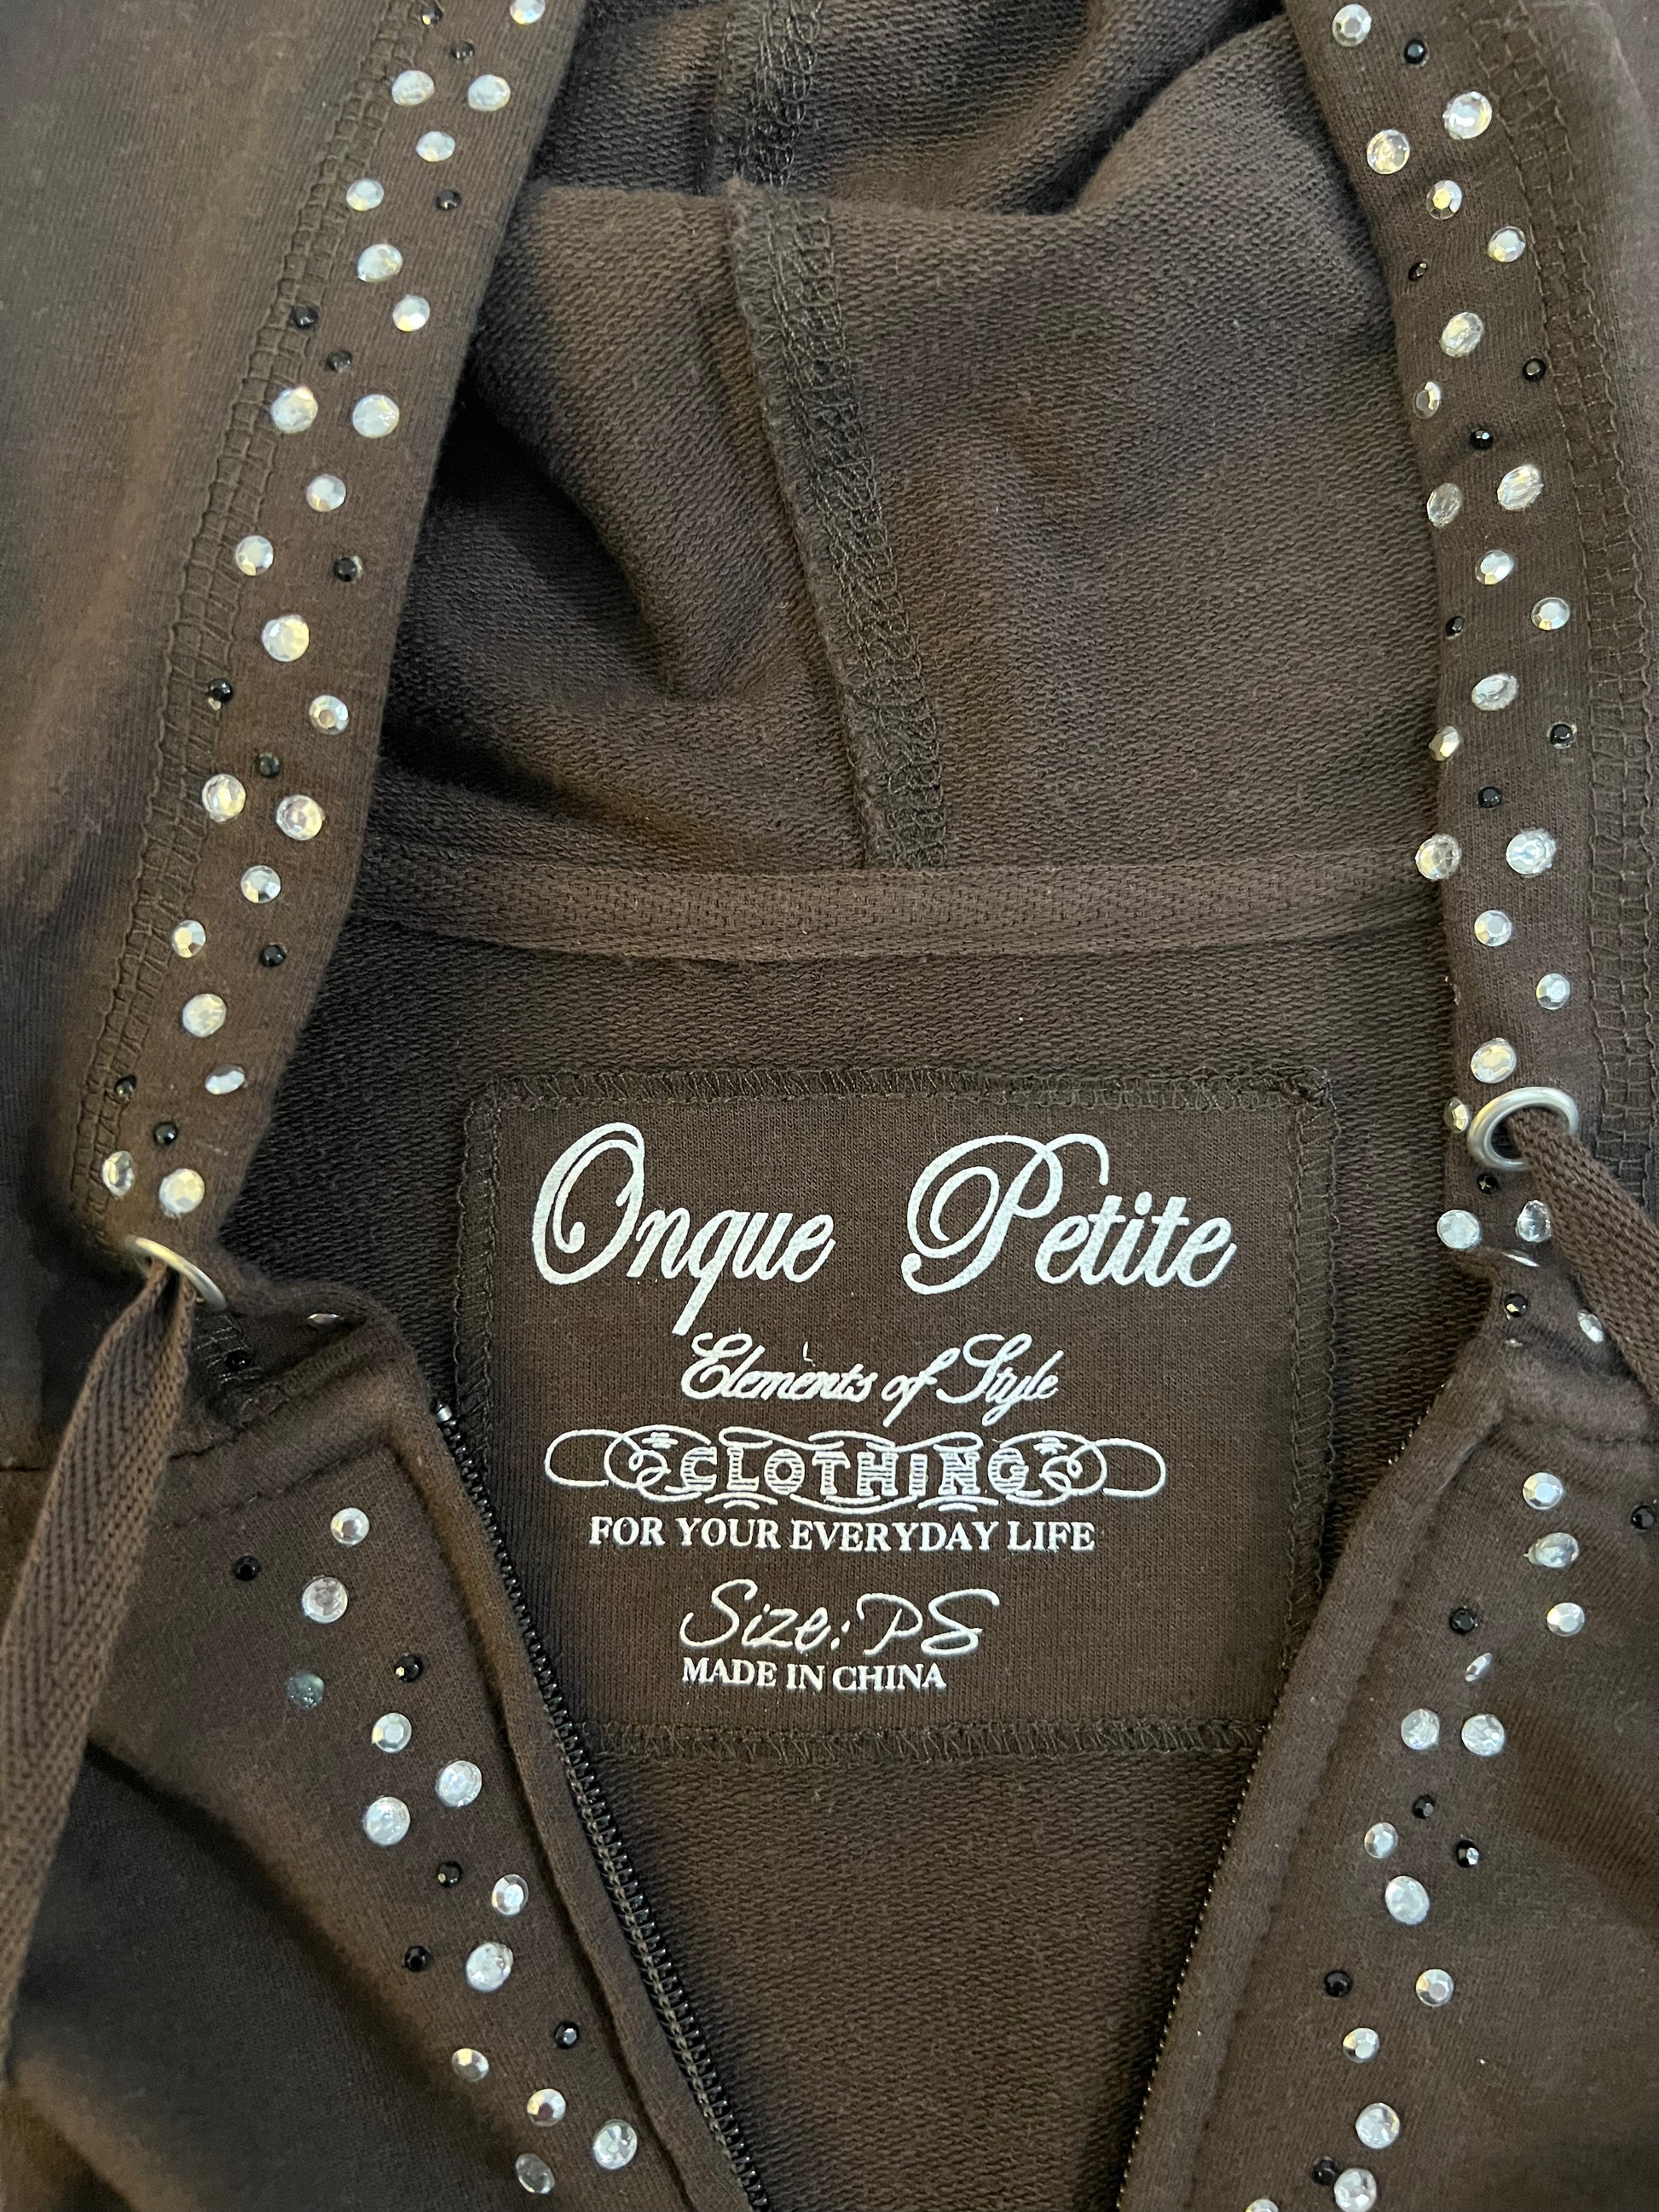 Onque Petite
Elements of Style
CLOTHING
FOR YOUR EVERYDAY LIFE
Size: PS
MADE IN CHINA